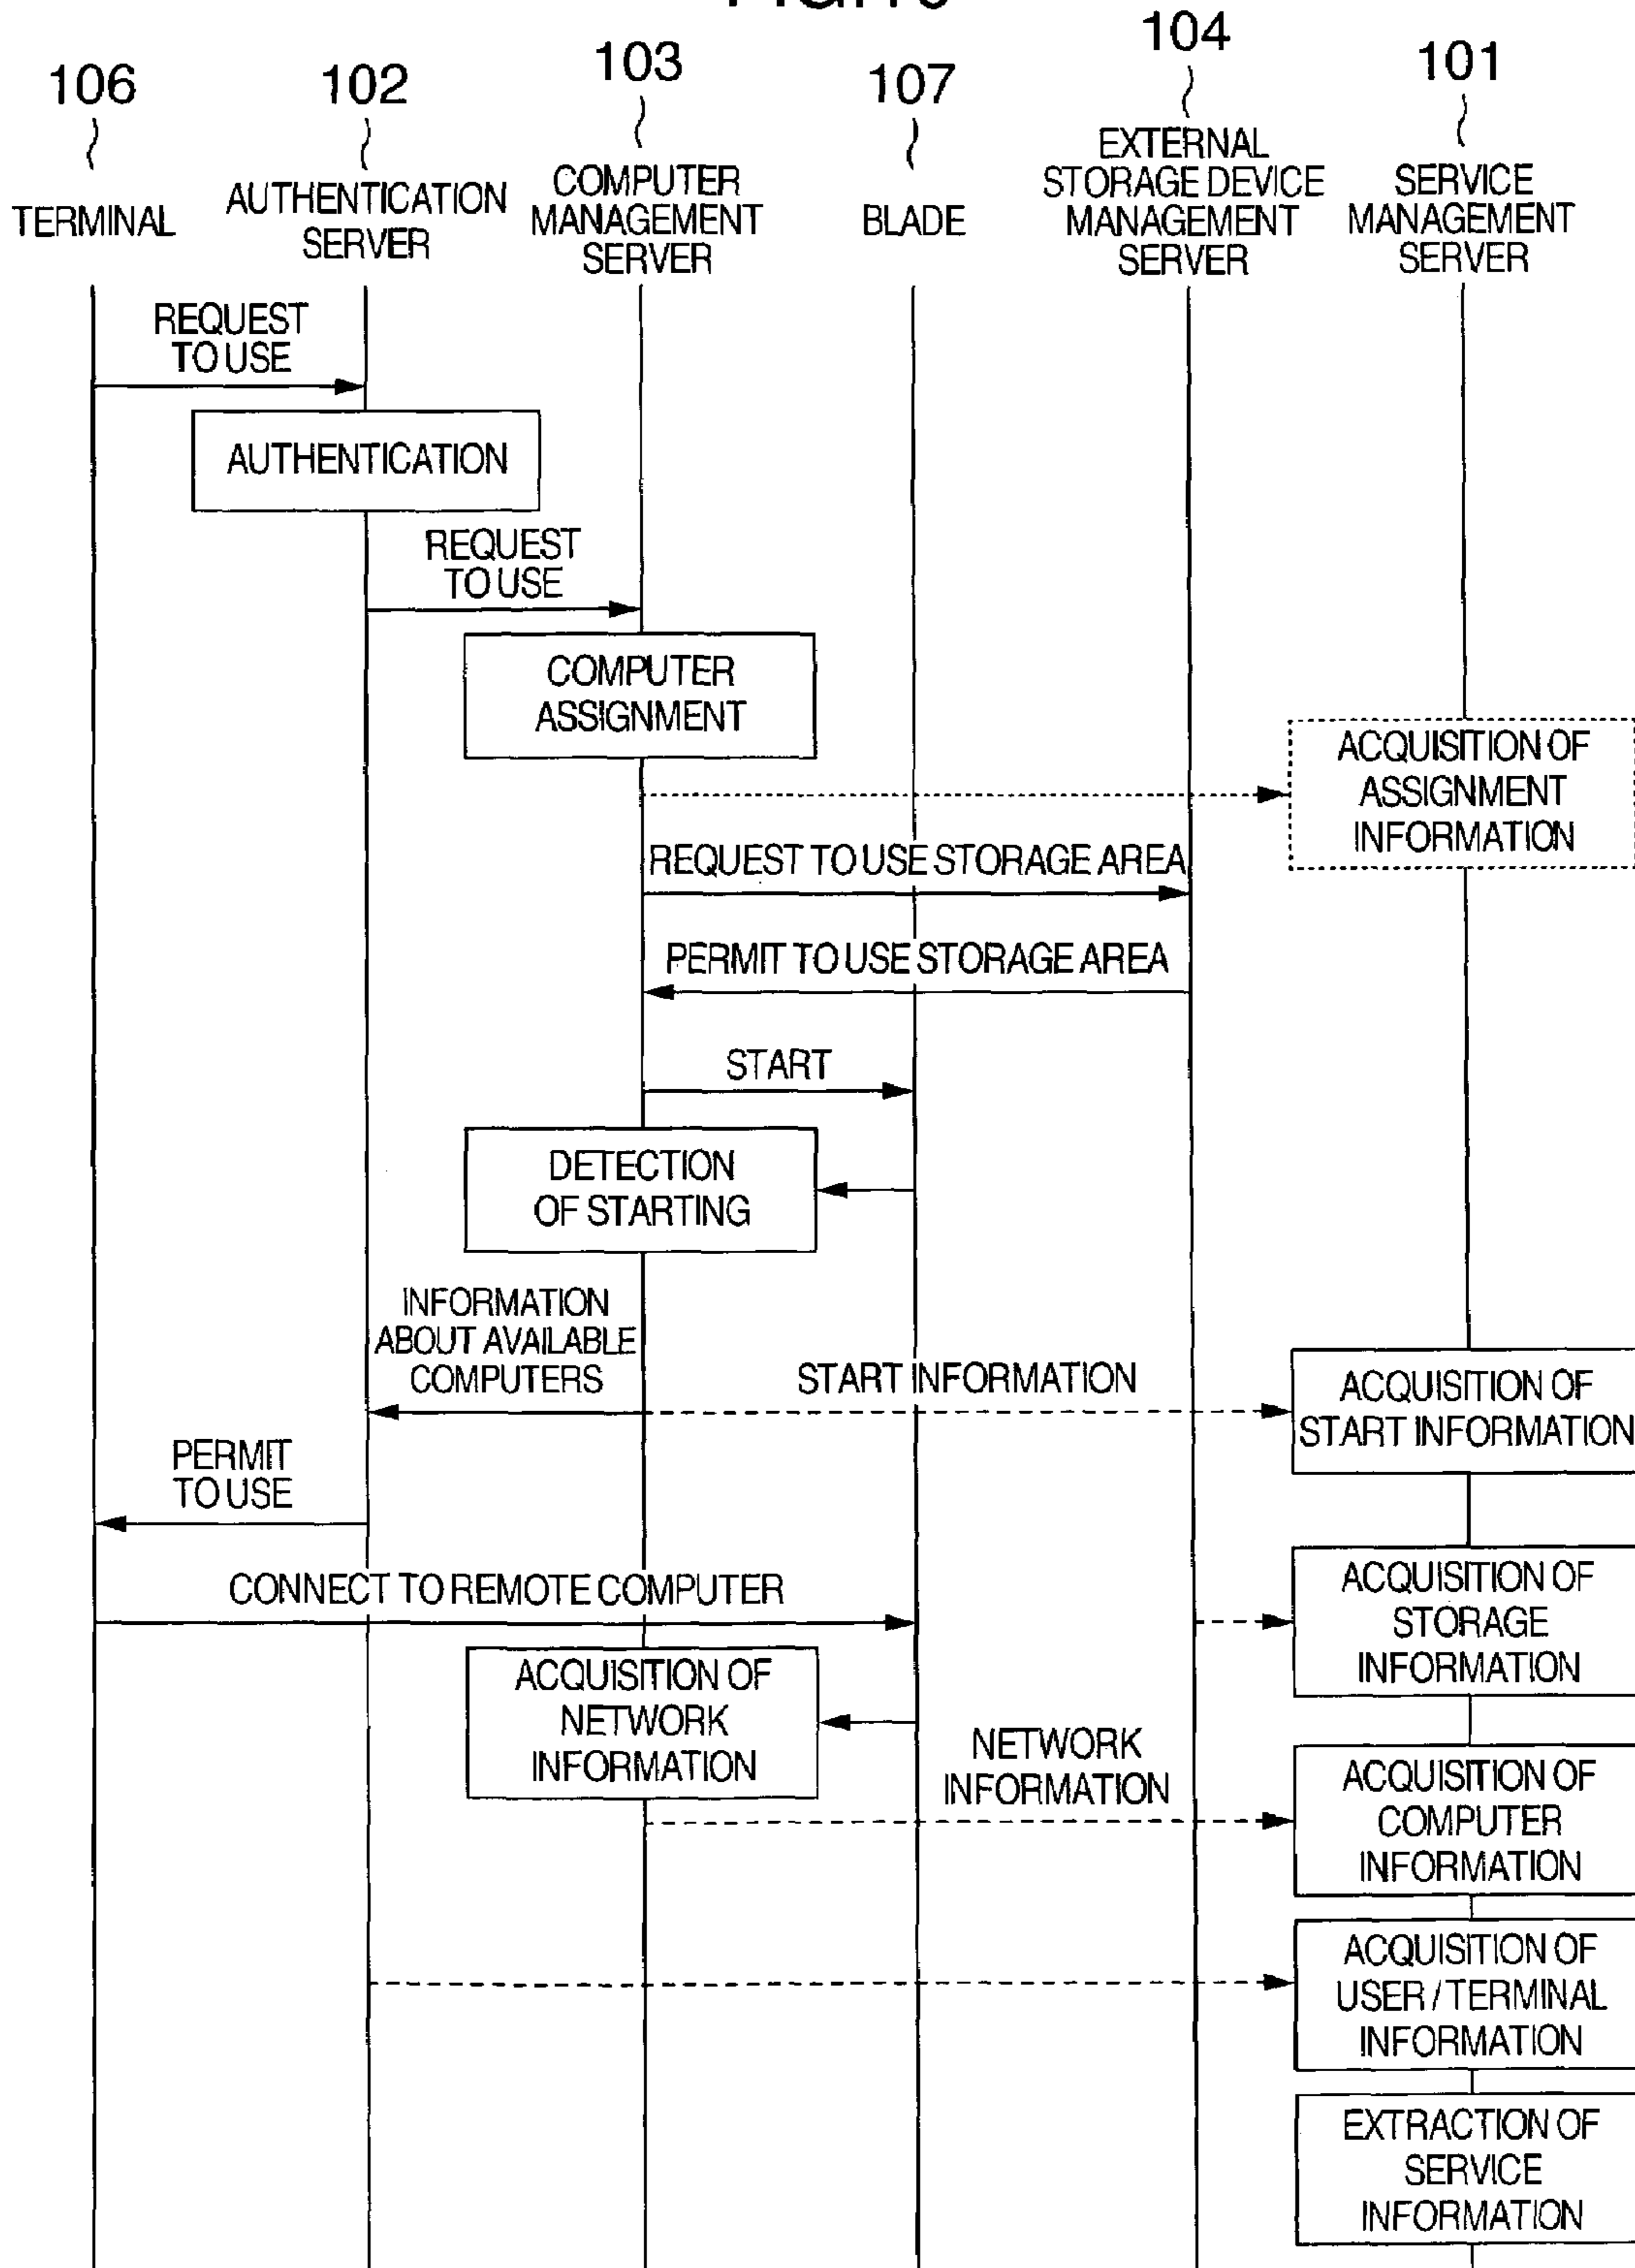 106
102
103
107
104
101
TERMINAL
AUTHENTICATION
SERVER
COMPUTER
MANAGEMENT
SERVER
BLADE
EXTERNAL
STORAGE DEVICE
MANAGEMENT
SERVER
SERVICE
MANAGEMENT
SERVER
REQUEST
TO USE
AUTHENTICATION
REQUEST
TO USE
COMPUTER
ASSIGNMENT
ACQUISITION OF
ASSIGNMENT
INFORMATION
REQUEST TO USE STORAGE AREA
PERMIT TO USE STORAGE AREA
START
DETECTION
OF STARTING
INFORMATION
ABOUT AVAILABLE
COMPUTERS
START INFORMATION
ACQUISITION OF
START INFORMATION
PERMIT
TO USE
CONNECT TO REMOTE COMPUTER
ACQUISITION OF
STORAGE
INFORMATION
ACQUISITION OF
NETWORK
INFORMATION
NETWORK
INFORMATION
ACQUISITION OF
COMPUTER
INFORMATION
ACQUISITION OF
USER / TERMINAL
INFORMATION
EXTRACTION OF
SERVICE
INFORMATION